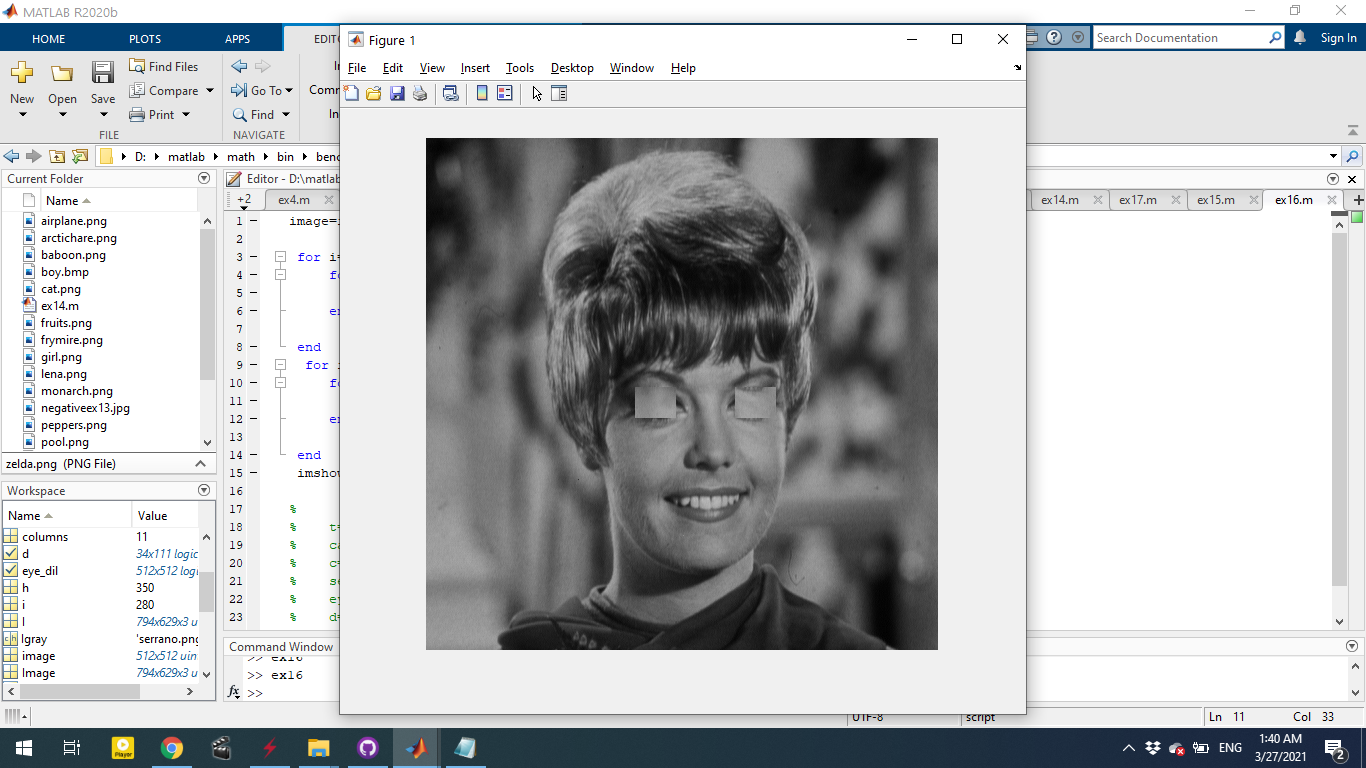 MATLAB R2020b
HOME PLOTS APPS
Search Documentation Sign In
New Open Save
Find Files
Compare
Print
Go To
Find
FILE NAVIGATE
Figure 1
File Edit View Insert Tools Desktop Window Help
D: matlab math bin
Current Folder
Name
airplane.png
arctichare.png
baboon.png
boy.bmp
cat.png
ex14.m
fruits.png
frymire.png
girl.png
lena.png
monarch.png
negativeex13.jpg
peppers.png
pool.png
zelda.png (PNG File)
Workspace
Name Value
columns 11
d 34x111 logic
eye_dil 512x512 logi
h 350
i 280
I 794x629x3 u
Igray 'serrano.png
image 512x512 uin
Image 794x629x3 u
Editor - D:\matlab
+2 ex4.m ex14.m ex17.m ex15.m ex16.m
1 image=
2
3 for i=
4
5
6
7
8 end
9 for
10
11
12
13
14 end
15 imshow
16
17 %
18 % t=
19 % ca
20 % c=
21 % se
22 % ey
23 % d=
Command Window
>> ex16
>> ex16
fx >>
UTF-8 script Ln 11 Col 33
Player
ENG 1:40 AM
3/27/2021
2